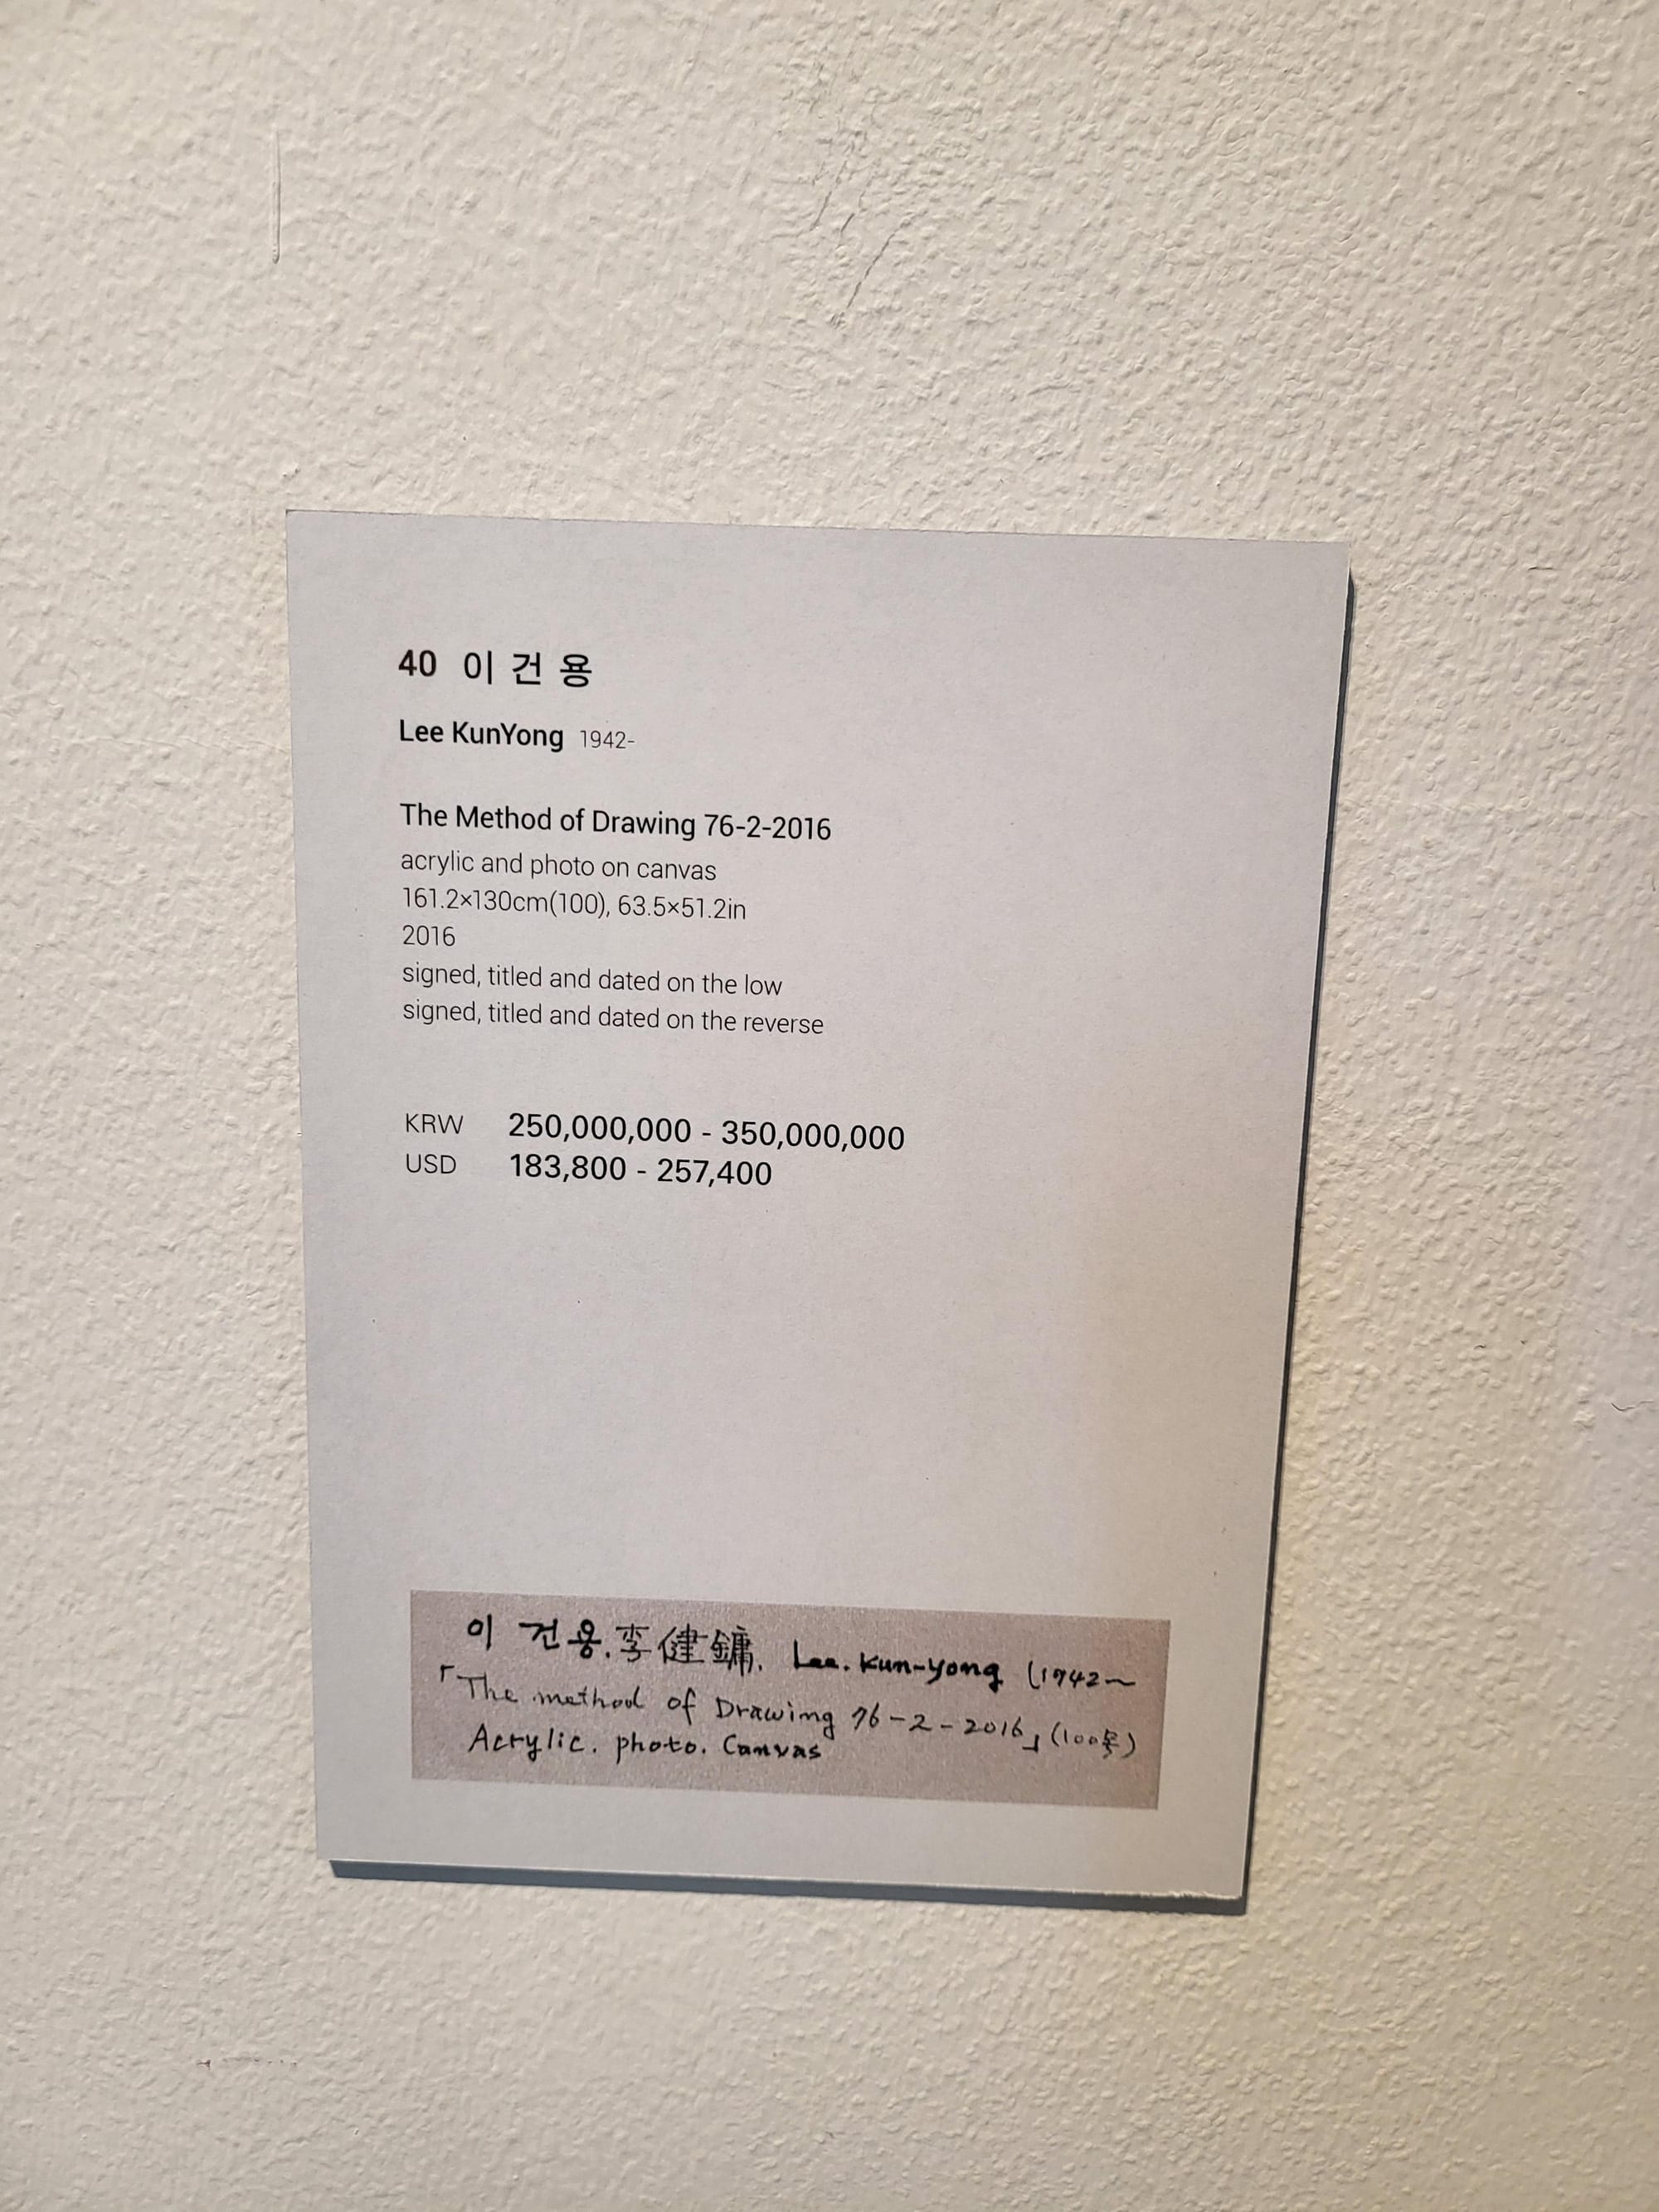 40 이 건 용
Lee KunYong 1942-
The Method of Drawing 76-2-2016
acrylic and photo on canvas
161.2×130cm(100), 63.5×51.2in
2016
signed, titled and dated on the low
signed, titled and dated on the reverse
KRW 250,000,000 - 350,000,000
USD 183,800 - 257,400
이 건용. 李健鏞. Lee. Kun-Yong (1942~
「The method of Drawing 76-2-2016」(100호)
Acrylic. photo. Canvas